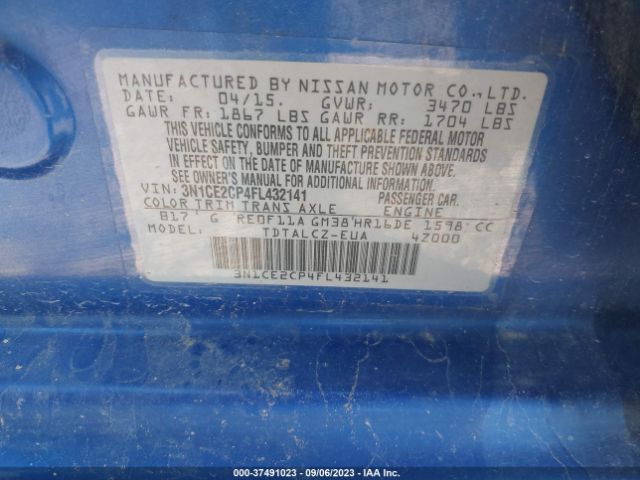 MANUFACTURED BY NISSAN MOTOR CO., LTD.
DATE: 04/15. GVWR: 3470 LBS
GAWR FR: 1867 LBS GAWR RR: 1704 LBS
THIS VEHICLE CONFORMS TO ALL APPLICABLE FEDERAL MOTOR
VEHICLE SAFETY, BUMPER AND THEFT PREVENTION STANDARDS
IN EFFECT ON THE DATE OF MANUFACTURE SHOWN ABOVE.
SEE OWNER'S MANUAL FOR ADDITIONAL INFORMATION.
VIN: 3N1CE2CP4FL432141 PASSENGER CAR.
COLOR TRIM TRANS AXLE ENGINE
B17 G RE0F11A GM38 HR16DE 1598 CC
MODEL: TDTALCZ-EUA 4Z000
3N1CE2CP4FL432141
000-37491023 - 09/06/2023 - IAA Inc.